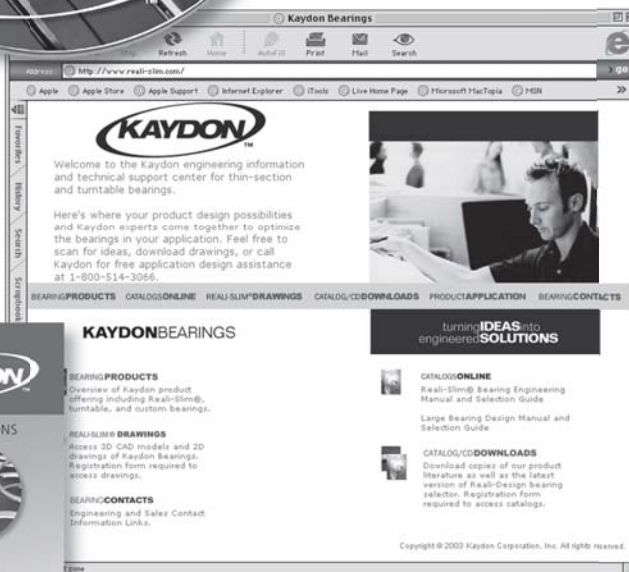 Kaydon Bearings
Refresh Home AutoFill Print Mail Search
Address: http://www.reali-slim.com/ go
Apple Apple Store Apple Support Internet Explorer iTools Live Home Page Microsoft MacTopia MSN
Favorites
History
Search
Scrapbook
KAYDON™
Welcome to the Kaydon engineering information
and technical support center for thin-section
and turntable bearings.
Here's where your product design possibilities
and Kaydon experts come together to optimize
the bearings in your application. Feel free to
scan for ideas, download drawings, or call
Kaydon for free application design assistance
at 1-800-514-3066.
BEARINGPRODUCTS CATALOGSONLINE REALI-SLIM®DRAWINGS CATALOG/CDDOWNLOADS PRODUCTAPPLICATION BEARINGCONTACTS
KAYDONBEARINGS
turningIDEASinto
engineeredSOLUTIONS
BEARINGPRODUCTS
Overview of Kaydon product
offering including Reali-Slim®,
turntable, and custom bearings.
REALI-SLIM® DRAWINGS
Access 3D CAD models and 2D
drawings of Kaydon Bearings.
Registration form required to
access drawings.
BEARINGCONTACTS
Engineering and Sales Contact
Information Links.
CATALOGSONLINE
Reali-Slim® Bearing Engineering
Manual and Selection Guide
Large Bearing Design Manual and
Selection Guide
CATALOG/CDDOWNLOADS
Download copies of our product
literature as well as the latest
version of Reali-Design bearing
selector. Registration form
required to access catalogs.
Copyright © 2003 Kaydon Corporation, Inc. All rights reserved.
zone
ON
NS